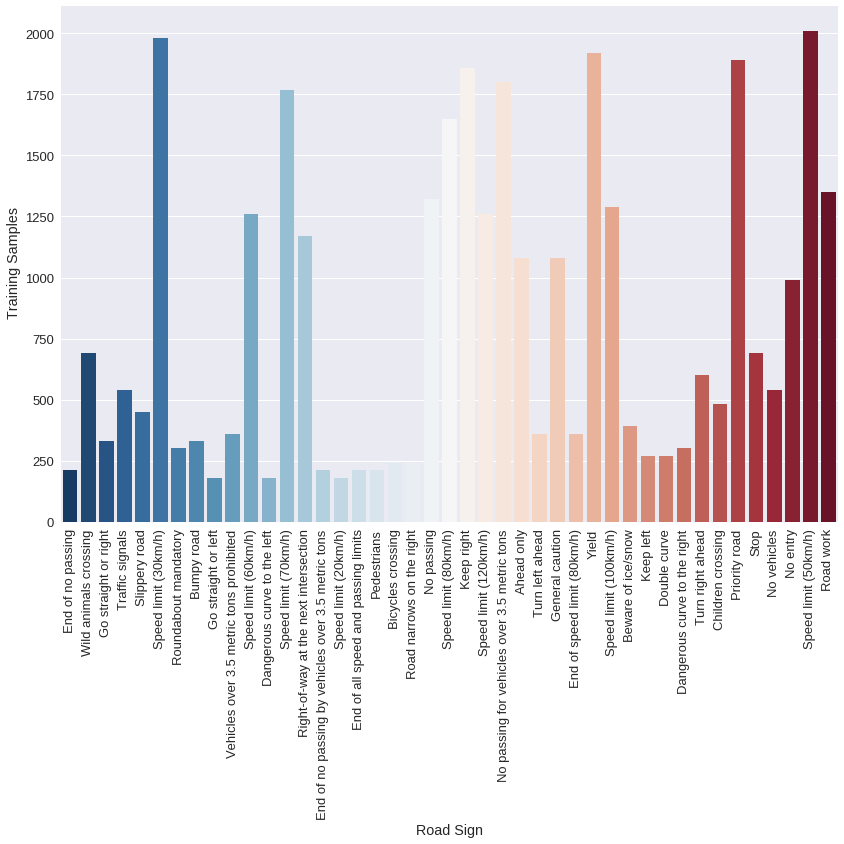 2000
1750
1500
1250
1000
750
500
250
0
Training Samples
End of no passing
Wild animals crossing
Go straight or right
Traffic signals
Slippery road
Speed limit (30km/h)
Roundabout mandatory
Bumpy road
Go straight or left
Vehicles over 3.5 metric tons prohibited
Speed limit (60km/h)
Dangerous curve to the left
Speed limit (70km/h)
Right-of-way at the next intersection
End of no passing by vehicles over 3.5 metric tons
Speed limit (20km/h)
End of all speed and passing limits
Pedestrians
Bicycles crossing
Road narrows on the right
No passing
Speed limit (80km/h)
Keep right
Speed limit (120km/h)
No passing for vehicles over 3.5 metric tons
Ahead only
Turn left ahead
General caution
End of speed limit (80km/h)
Yield
Speed limit (100km/h)
Beware of ice/snow
Keep left
Double curve
Dangerous curve to the right
Turn right ahead
Children crossing
Priority road
Stop
No vehicles
No entry
Speed limit (50km/h)
Road work
Road Sign